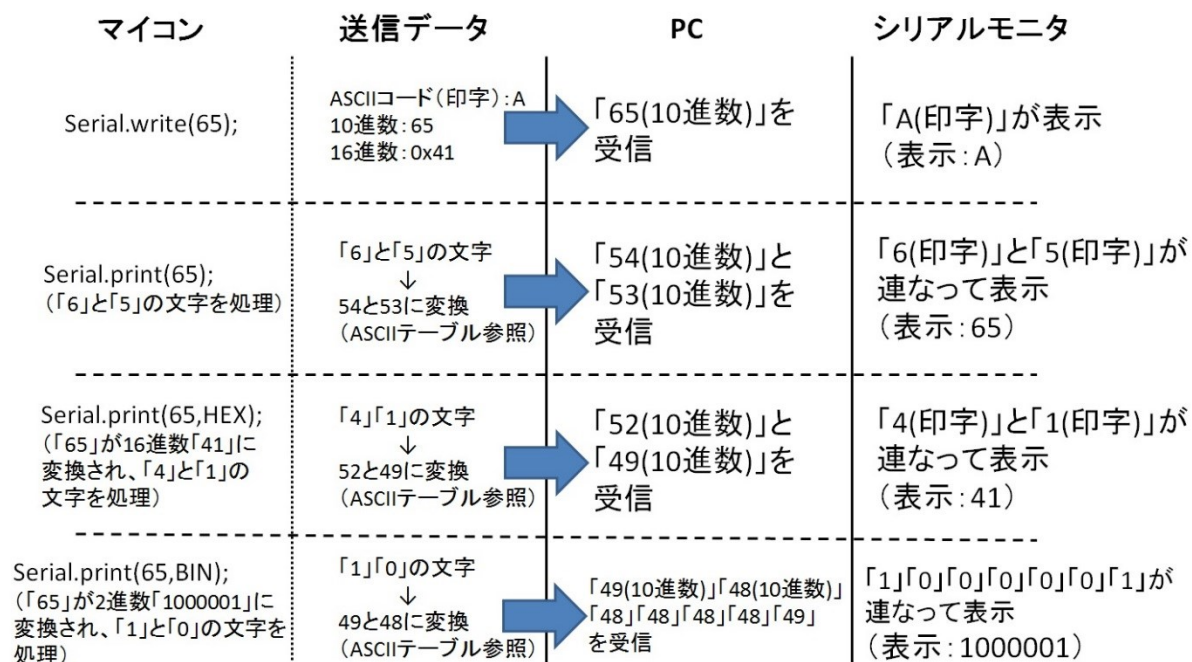 マイコン
送信データ
PC
シリアルモニタ
Serial.write(65);
ASCIIコード(印字):A
10進数:65
16進数:0x41
「65(10進数)」を
受信
「A(印字)」が表示
(表示:A)
Serial.print(65);
(「6」と「5」の文字を処理)
「6」と「5」の文字
↓
54と53に変換
(ASCIIテーブル参照)
「54(10進数)」と
「53(10進数)」を
受信
「6(印字)」と「5(印字)」が
連なって表示
(表示:65)
Serial.print(65,HEX);
(「65」が16進数「41」に
変換され、「4」と「1」の
文字を処理)
「4」「1」の文字
↓
52と49に変換
(ASCIIテーブル参照)
「52(10進数)」と
「49(10進数)」を
受信
「4(印字)」と「1(印字)」が
連なって表示
(表示:41)
Serial.print(65,BIN);
(「65」が2進数「1000001」に
変換され、「1」と「0」の文字を
処理)
「1」「0」の文字
↓
49と48に変換
(ASCIIテーブル参照)
「49(10進数)」「48(10進数)」
「48」「48」「48」「48」「49」
を受信
「1」「0」「0」「0」「0」「0」「1」が
連なって表示
(表示:1000001)